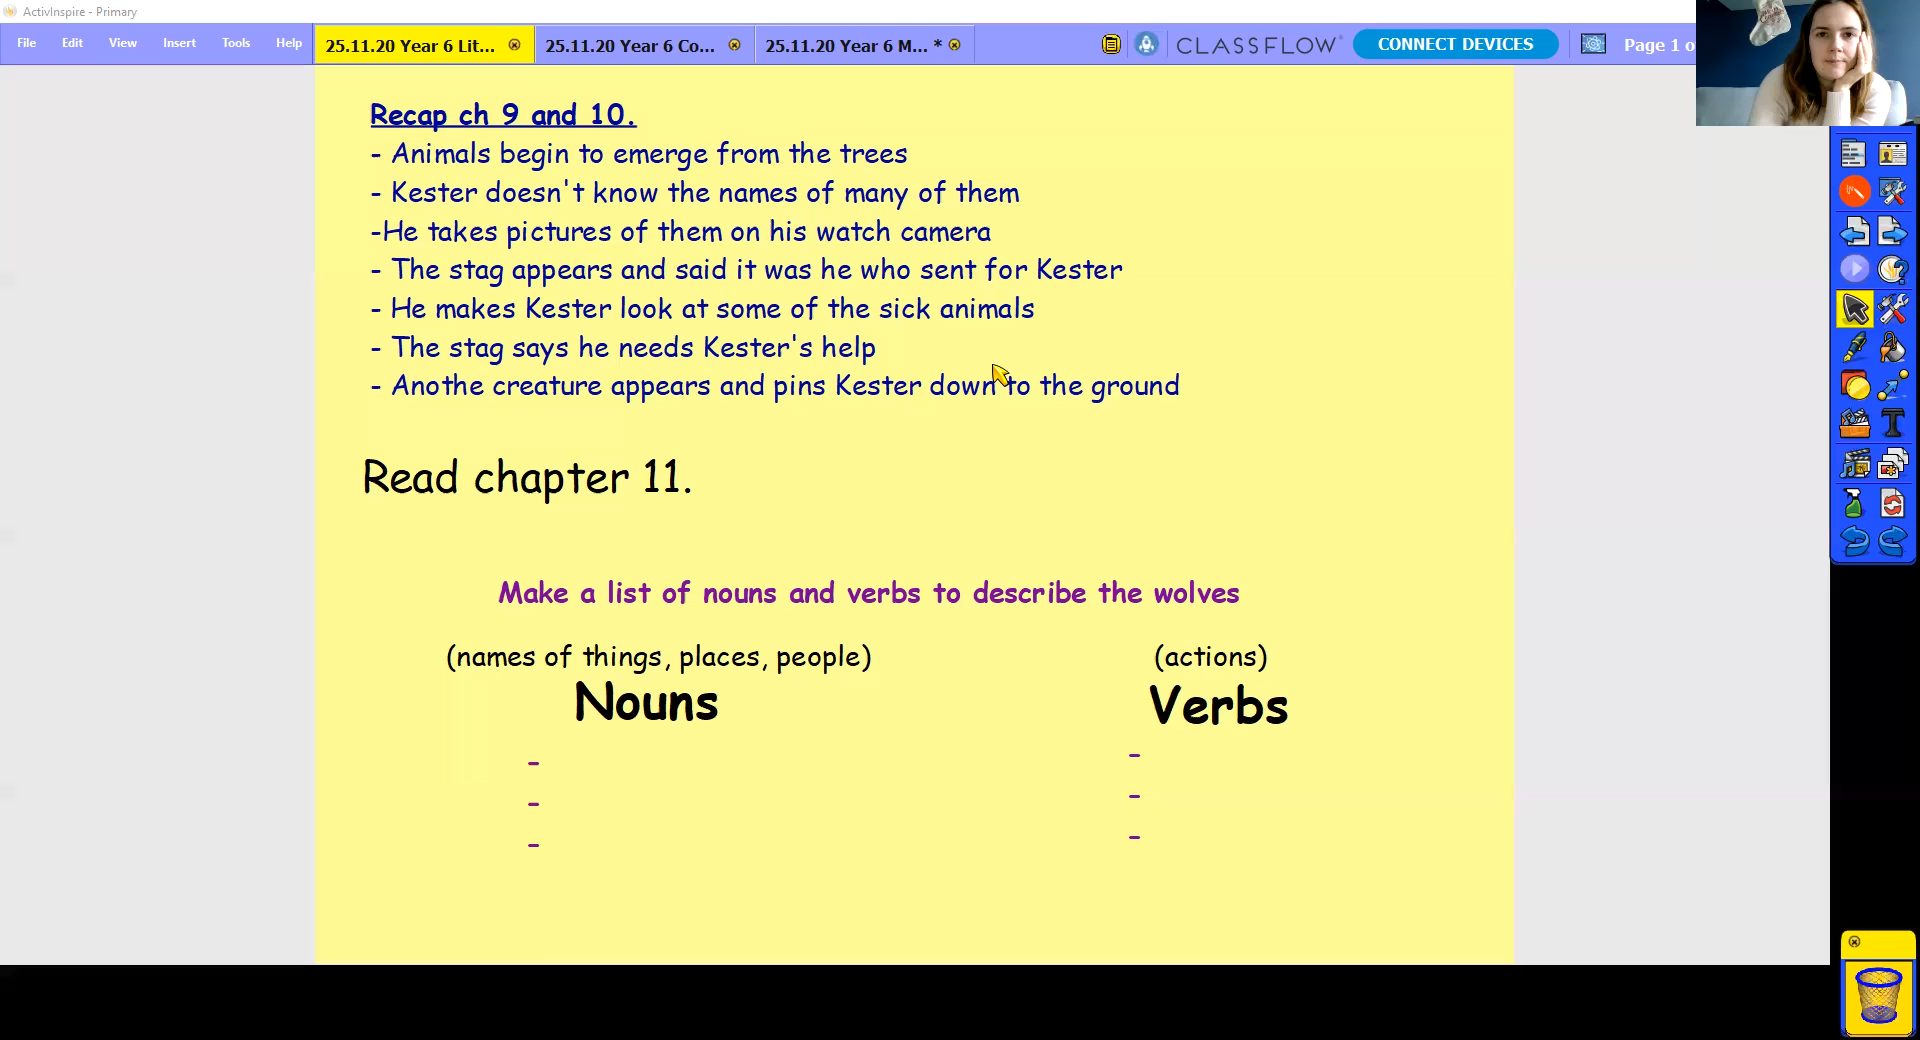 ActivInspire - Primary
File Edit View Insert Tools Help
25.11.20 Year 6 Lit... 25.11.20 Year 6 Co... 25.11.20 Year 6 M... * CLASSFLOW CONNECT DEVICES Page 1 o
Recap ch 9 and 10.
- Animals begin to emerge from the trees
- Kester doesn't know the names of many of them
-He takes pictures of them on his watch camera
- The stag appears and said it was he who sent for Kester
- He makes Kester look at some of the sick animals
- The stag says he needs Kester's help
- Anothe creature appears and pins Kester down to the ground
Read chapter 11.
Make a list of nouns and verbs to describe the wolves
(names of things, places, people) (actions)
Nouns Verbs
- -
- -
- -